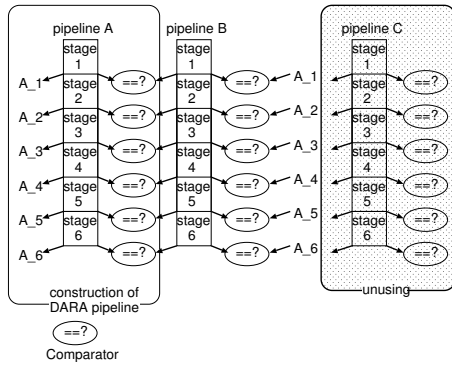 pipeline A pipeline B pipeline C
stage 1 stage 1 stage 1
A_1 ==? ==? A_1 ==?
stage 2 stage 2 stage 2
A_2 ==? ==? A_2 ==?
stage 3 stage 3 stage 3
A_3 ==? ==? A_3 ==?
stage 4 stage 4 stage 4
A_4 ==? ==? A_4 ==?
stage 5 stage 5 stage 5
A_5 ==? ==? A_5 ==?
stage 6 stage 6 stage 6
A_6 ==? ==? A_6 ==?
construction of
DARA pipeline
unusing
==?
Comparator